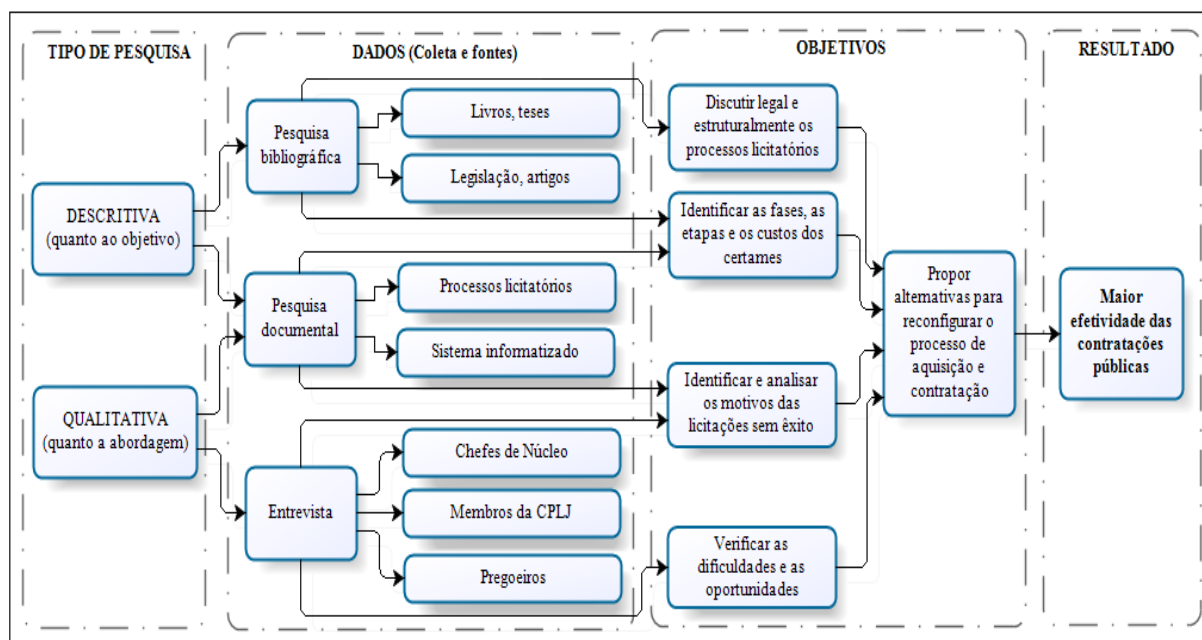 TIPO DE PESQUISA
DESCRITIVA
(quanto ao objetivo)
QUALITATIVA
(quanto a abordagem)
DADOS (Coleta e fontes)
Pesquisa
bibliográfica
Livros, teses
Legislação, artigos
Pesquisa
documental
Processos licitatórios
Sistema informatizado
Entrevista
Chefes de Núcleo
Membros da CPLJ
Pregoeiros
OBJETIVOS
Discutir legal e
estruturalmente os
processos licitatórios
Identificar as fases, as
etapas e os custos dos
certames
Identificar e analisar
os motivos das
licitações sem êxito
Verificar as
dificuldades e as
oportunidades
Propor
alternativas para
reconfigurar o
processo de
aquisição e
contratação
RESULTADO
Maior
efetividade das
contratações
públicas